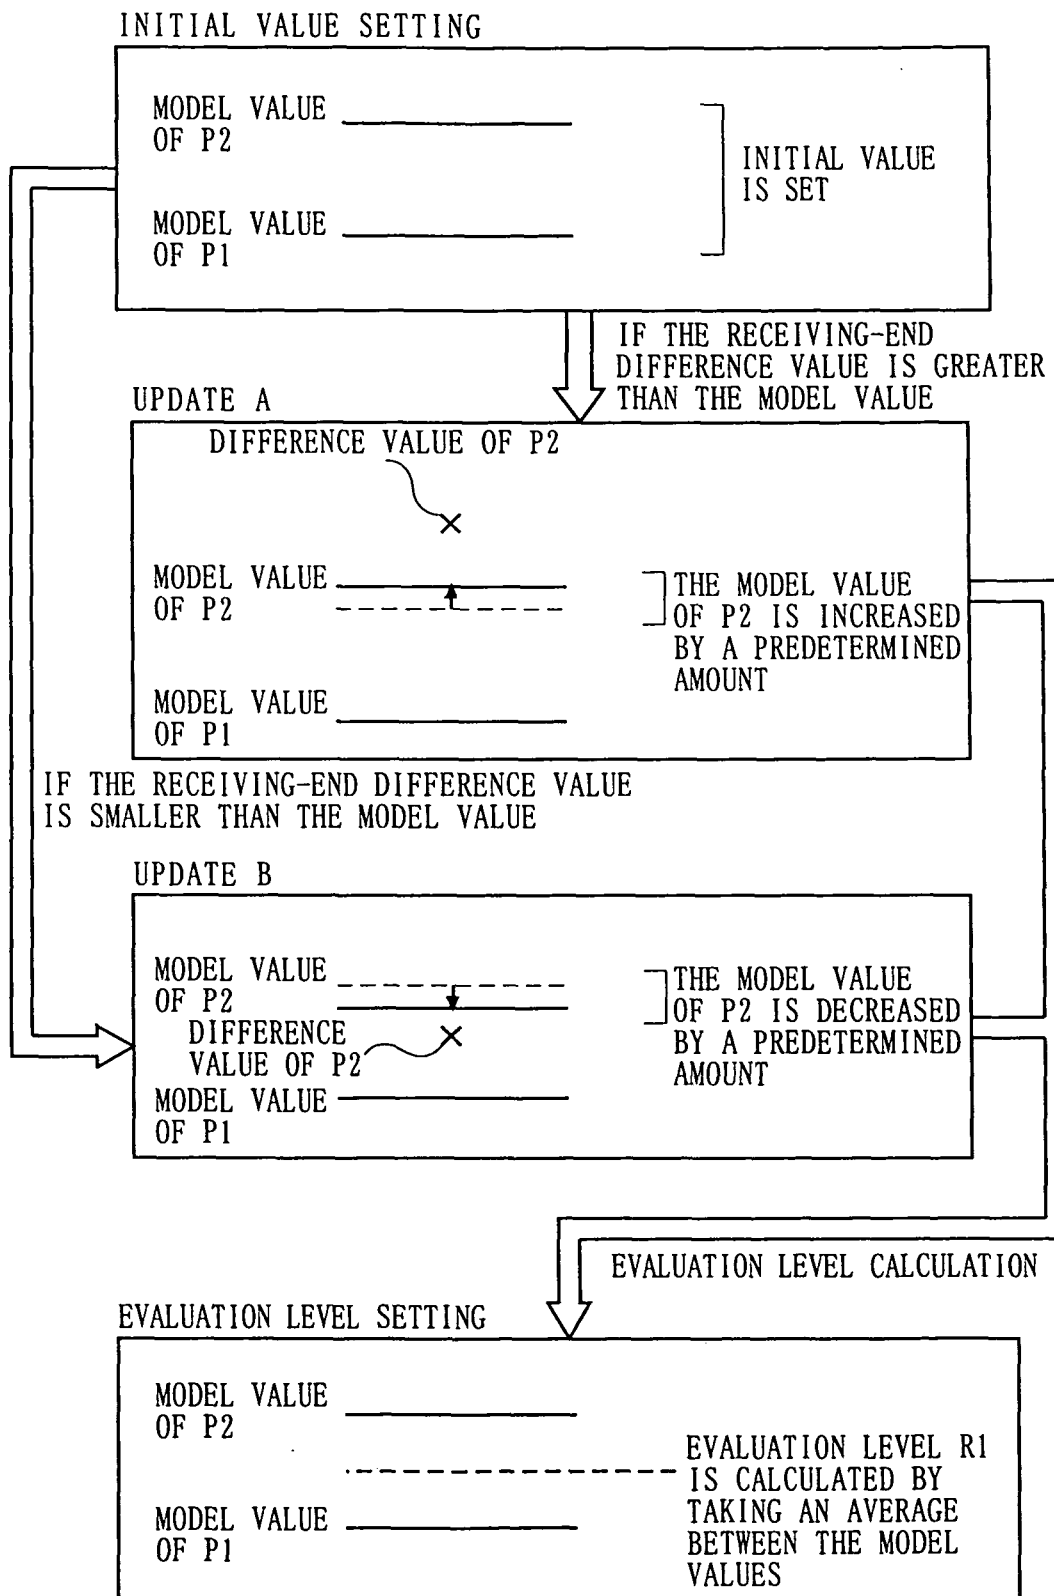 INITIAL VALUE SETTING
MODEL VALUE
OF P2
INITIAL VALUE
IS SET
MODEL VALUE
OF P1
IF THE RECEIVING-END
DIFFERENCE VALUE IS GREATER
THAN THE MODEL VALUE
UPDATE A
DIFFERENCE VALUE OF P2
MODEL VALUE
OF P2
THE MODEL VALUE
OF P2 IS INCREASED
BY A PREDETERMINED
AMOUNT
MODEL VALUE
OF P1
IF THE RECEIVING-END DIFFERENCE VALUE
IS SMALLER THAN THE MODEL VALUE
UPDATE B
MODEL VALUE
OF P2
DIFFERENCE
VALUE OF P2
THE MODEL VALUE
OF P2 IS DECREASED
BY A PREDETERMINED
AMOUNT
MODEL VALUE
OF P1
EVALUATION LEVEL CALCULATION
EVALUATION LEVEL SETTING
MODEL VALUE
OF P2
EVALUATION LEVEL R1
IS CALCULATED BY
TAKING AN AVERAGE
BETWEEN THE MODEL
VALUES
MODEL VALUE
OF P1